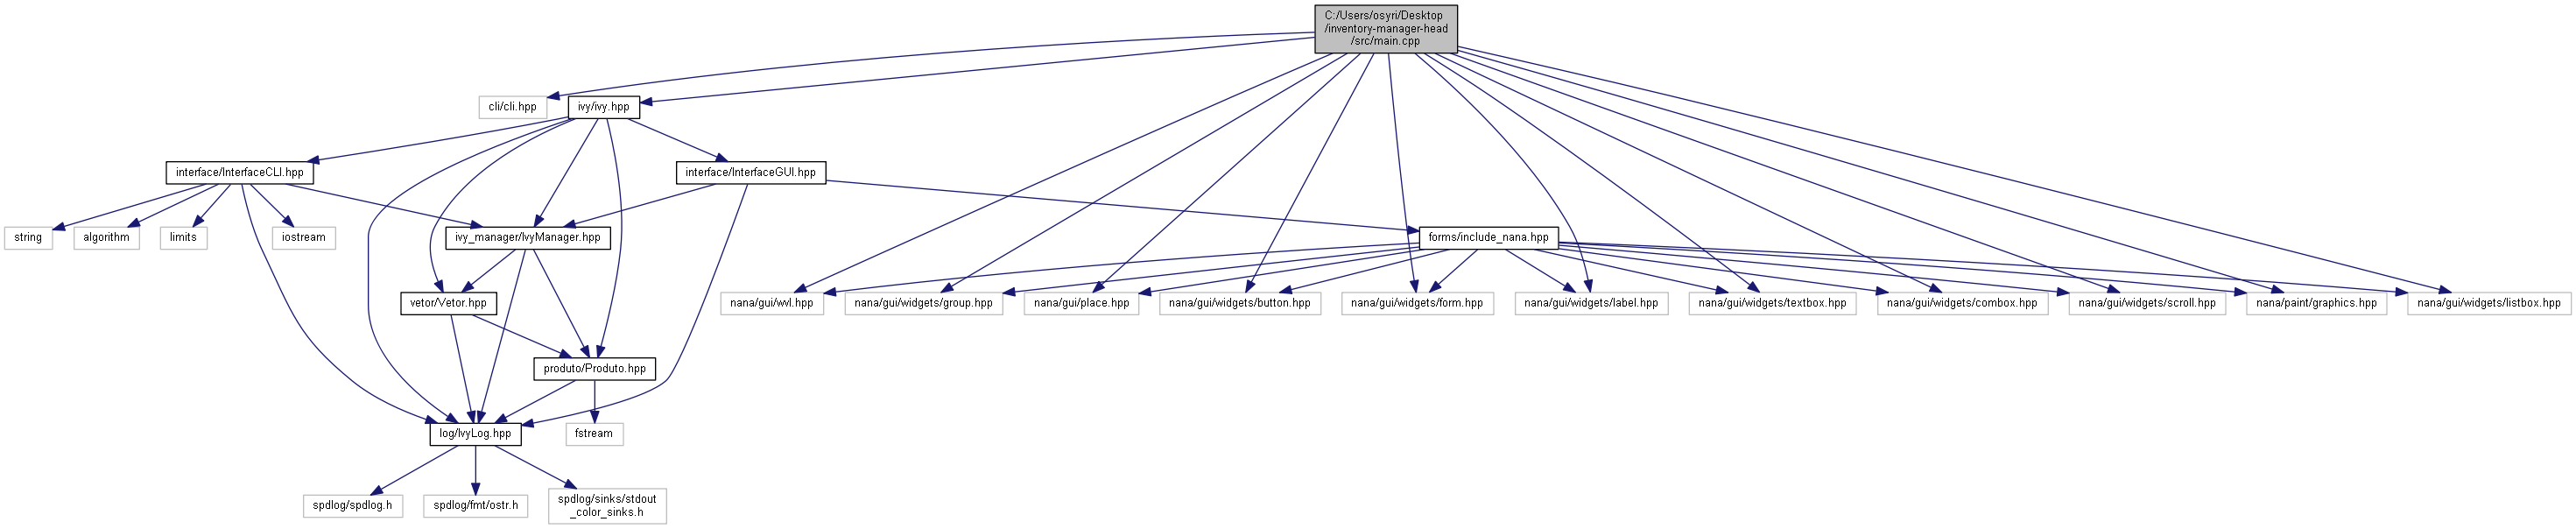 C:/Users/osyri/Desktop
/inventory-manager-head
/src/main.cpp
cli/cli.hpp
ivy/ivy.hpp
interface/InterfaceCLI.hpp
interface/InterfaceGUI.hpp
string
algorithm
limits
iostream
ivy_manager/IvyManager.hpp
forms/include_nana.hpp
vetor/Vetor.hpp
nana/gui/wvl.hpp
nana/gui/widgets/group.hpp
nana/gui/place.hpp
nana/gui/widgets/button.hpp
nana/gui/widgets/form.hpp
nana/gui/widgets/label.hpp
nana/gui/widgets/textbox.hpp
nana/gui/widgets/combox.hpp
nana/gui/widgets/scroll.hpp
nana/paint/graphics.hpp
nana/gui/widgets/listbox.hpp
produto/Produto.hpp
log/IvyLog.hpp
fstream
spdlog/spdlog.h
spdlog/fmt/ostr.h
spdlog/sinks/stdout
_color_sinks.h